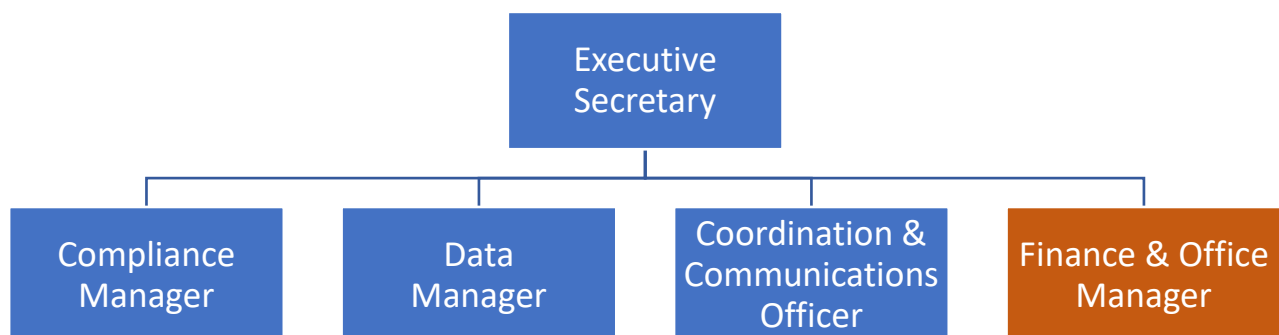 Executive
Secretary
Compliance
Manager
Data
Manager
Coordination &
Communications
Officer
Finance & Office
Manager